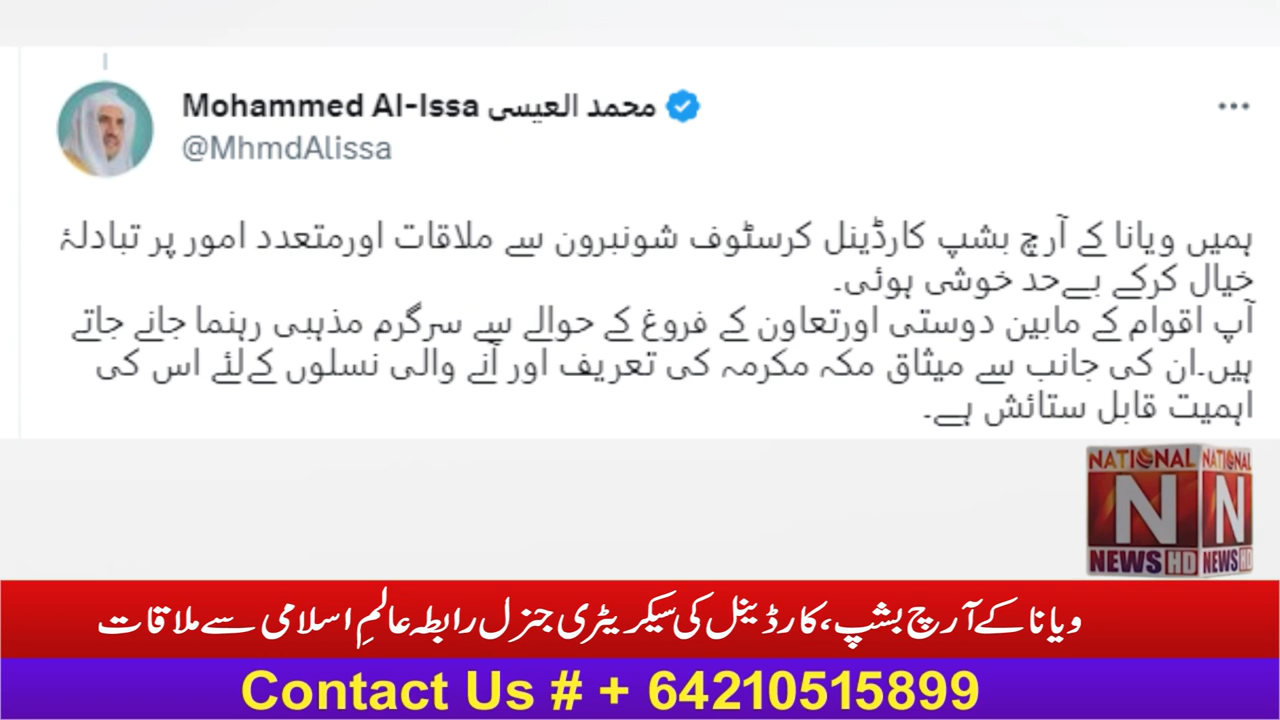 Mohammed Al-Issa محمد العيسى
@MhmdAlissa
ہمیں ویانا کے آرچ بشپ کارڈینل کرسٹوف شونبرون سے ملاقات اورمتعدد امور پر تبادلۂ
خیال کرکے بےحد خوشی ہوئی۔
آپ اقوام کے مابین دوستی اورتعاون کے فروغ کے حوالے سے سرگرم مذہبی رہنما جانے جاتے
ہیں۔ان کی جانب سے میثاق مکہ مکرمہ کی تعریف اور آنے والی نسلوں کےلئے اس کی
اہمیت قابل ستائش ہے۔
NATIONAL NATIONAL
N N
NEWS HD NEWS HD
ویانا کے آرچ بشپ، کارڈینل کی سیکریٹری جنرل رابطہ عالمِ اسلامی سے ملاقات
Contact Us # + 64210515899